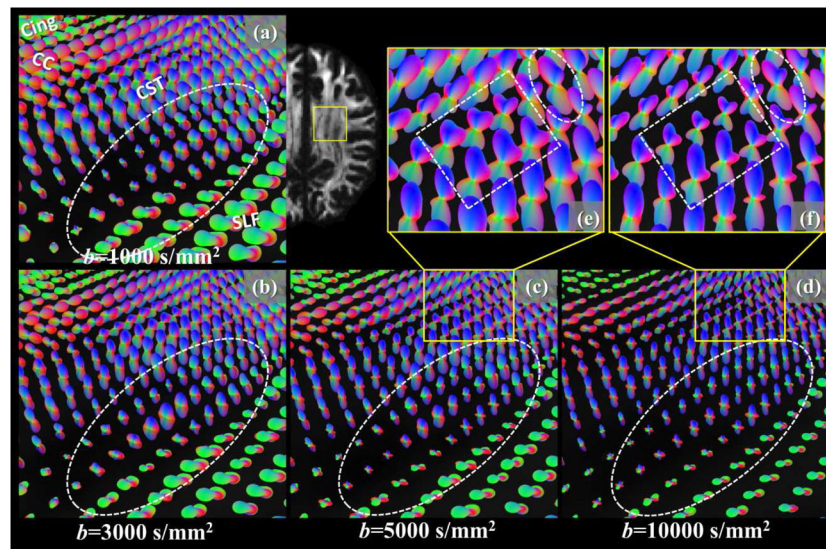 Cing
(a)
CC
CST
SLF
b=1000 s/mm²
(e)
(f)
(b)
(c)
(d)
b=3000 s/mm²
b=5000 s/mm²
b=10000 s/mm²